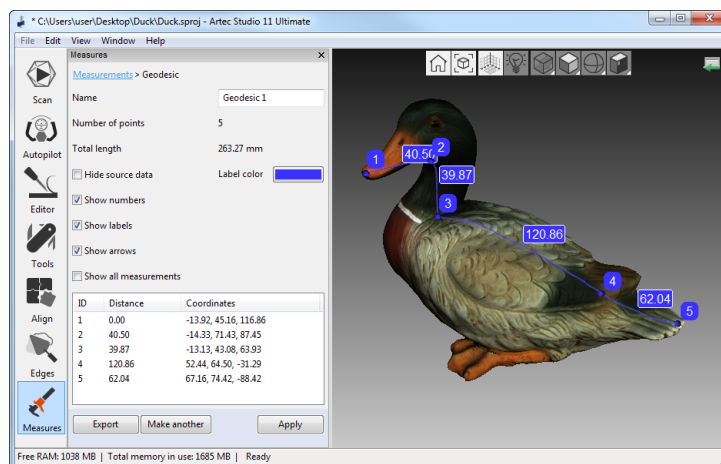 * C:\Users\user\Desktop\Duck\Duck.sproj - Artec Studio 11 Ultimate
File Edit View Window Help
Scan
Autopilot
Editor
Tools
Align
Edges
Measures
Measures
Measurements > Geodesic
Name Geodesic 1
Number of points 5
Total length 263.27 mm
Hide source data Label color
Show numbers
Show labels
Show arrows
Show all measurements
ID Distance Coordinates
1 0.00 -13.92, 45.16, 116.86
2 40.50 -14.33, 71.43, 87.45
3 39.87 -13.13, 43.08, 63.93
4 120.86 52.44, 64.50, -31.29
5 62.04 67.16, 74.42, -88.42
Export Make another Apply
1
40.50
2
39.87
3
120.86
4
62.04
5
Free RAM: 1038 MB | Total memory in use: 1685 MB | Ready